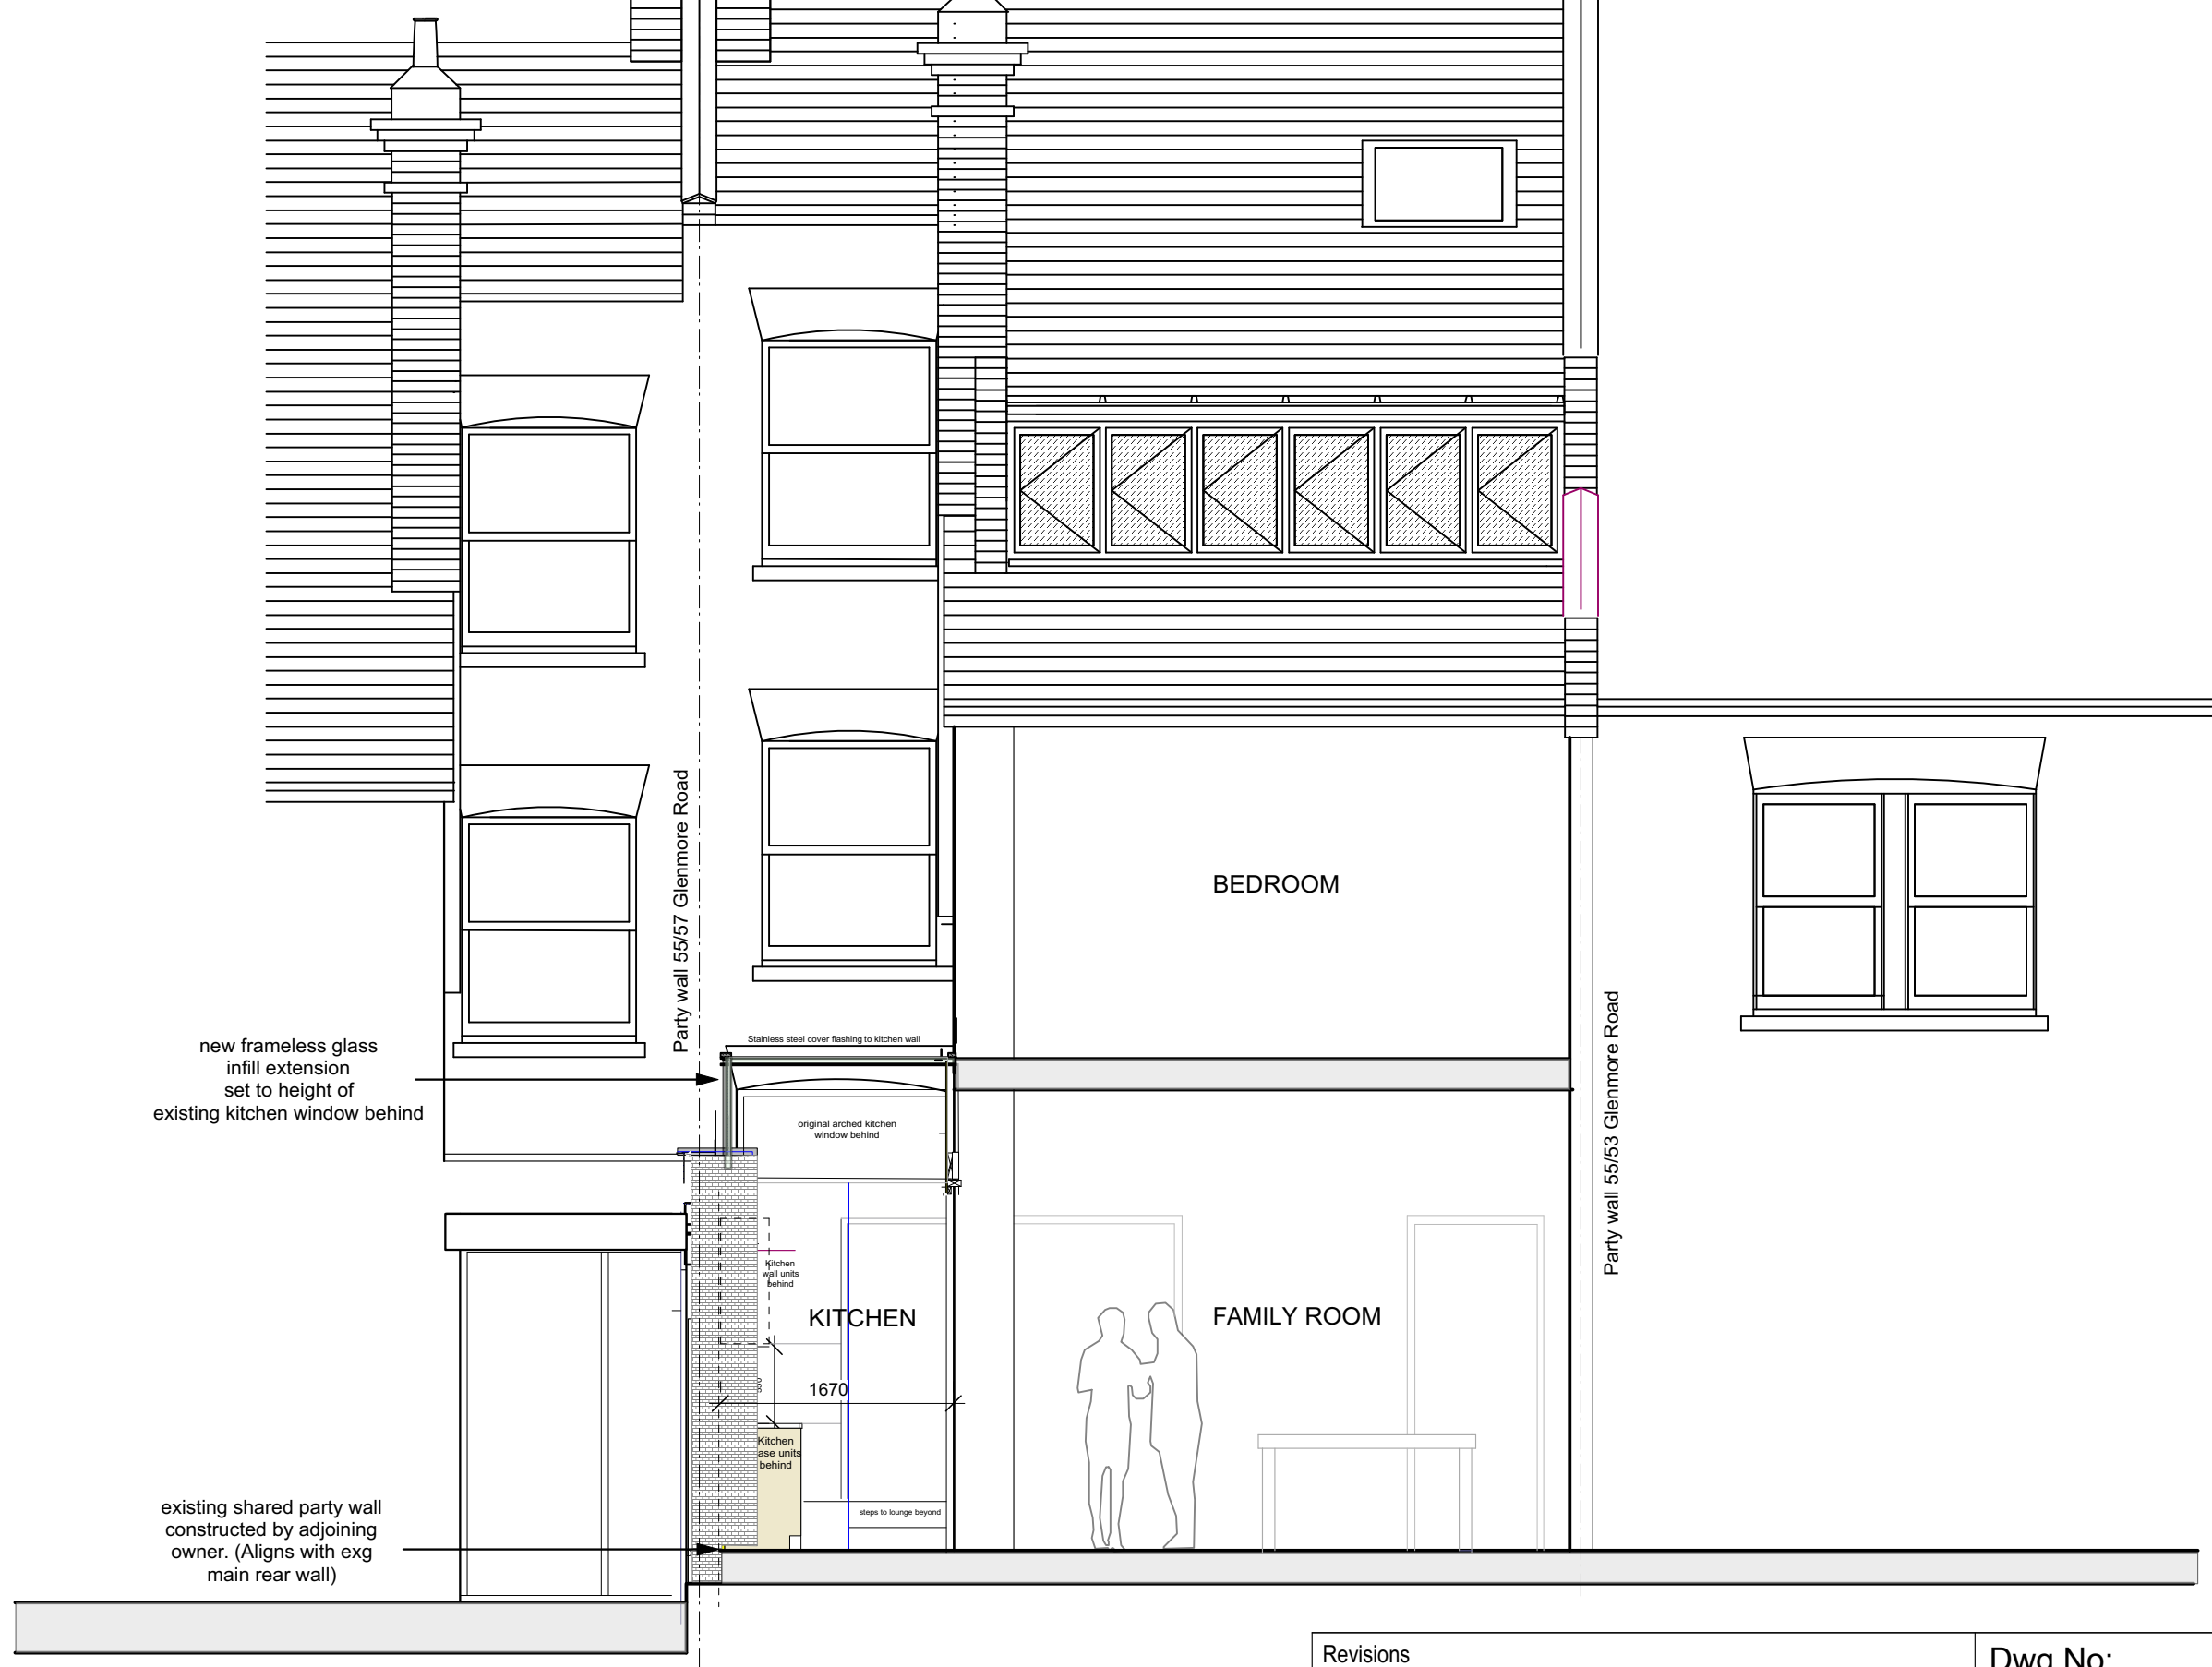 Party wall 55/57 Glenmore Road
BEDROOM
Party wall 55/53 Glenmore Road
new frameless glass
infill extension
set to height of
existing kitchen window behind
Stainless steel cover flashing to kitchen wall
original arched kitchen
window behind
Kitchen
wall units
behind
KITCHEN
FAMILY ROOM
1670
Kitchen
ase units
behind
steps to lounge beyond
existing shared party wall
constructed by adjoining
owner. (Aligns with exg
main rear wall)
Revisions
Dwg No: